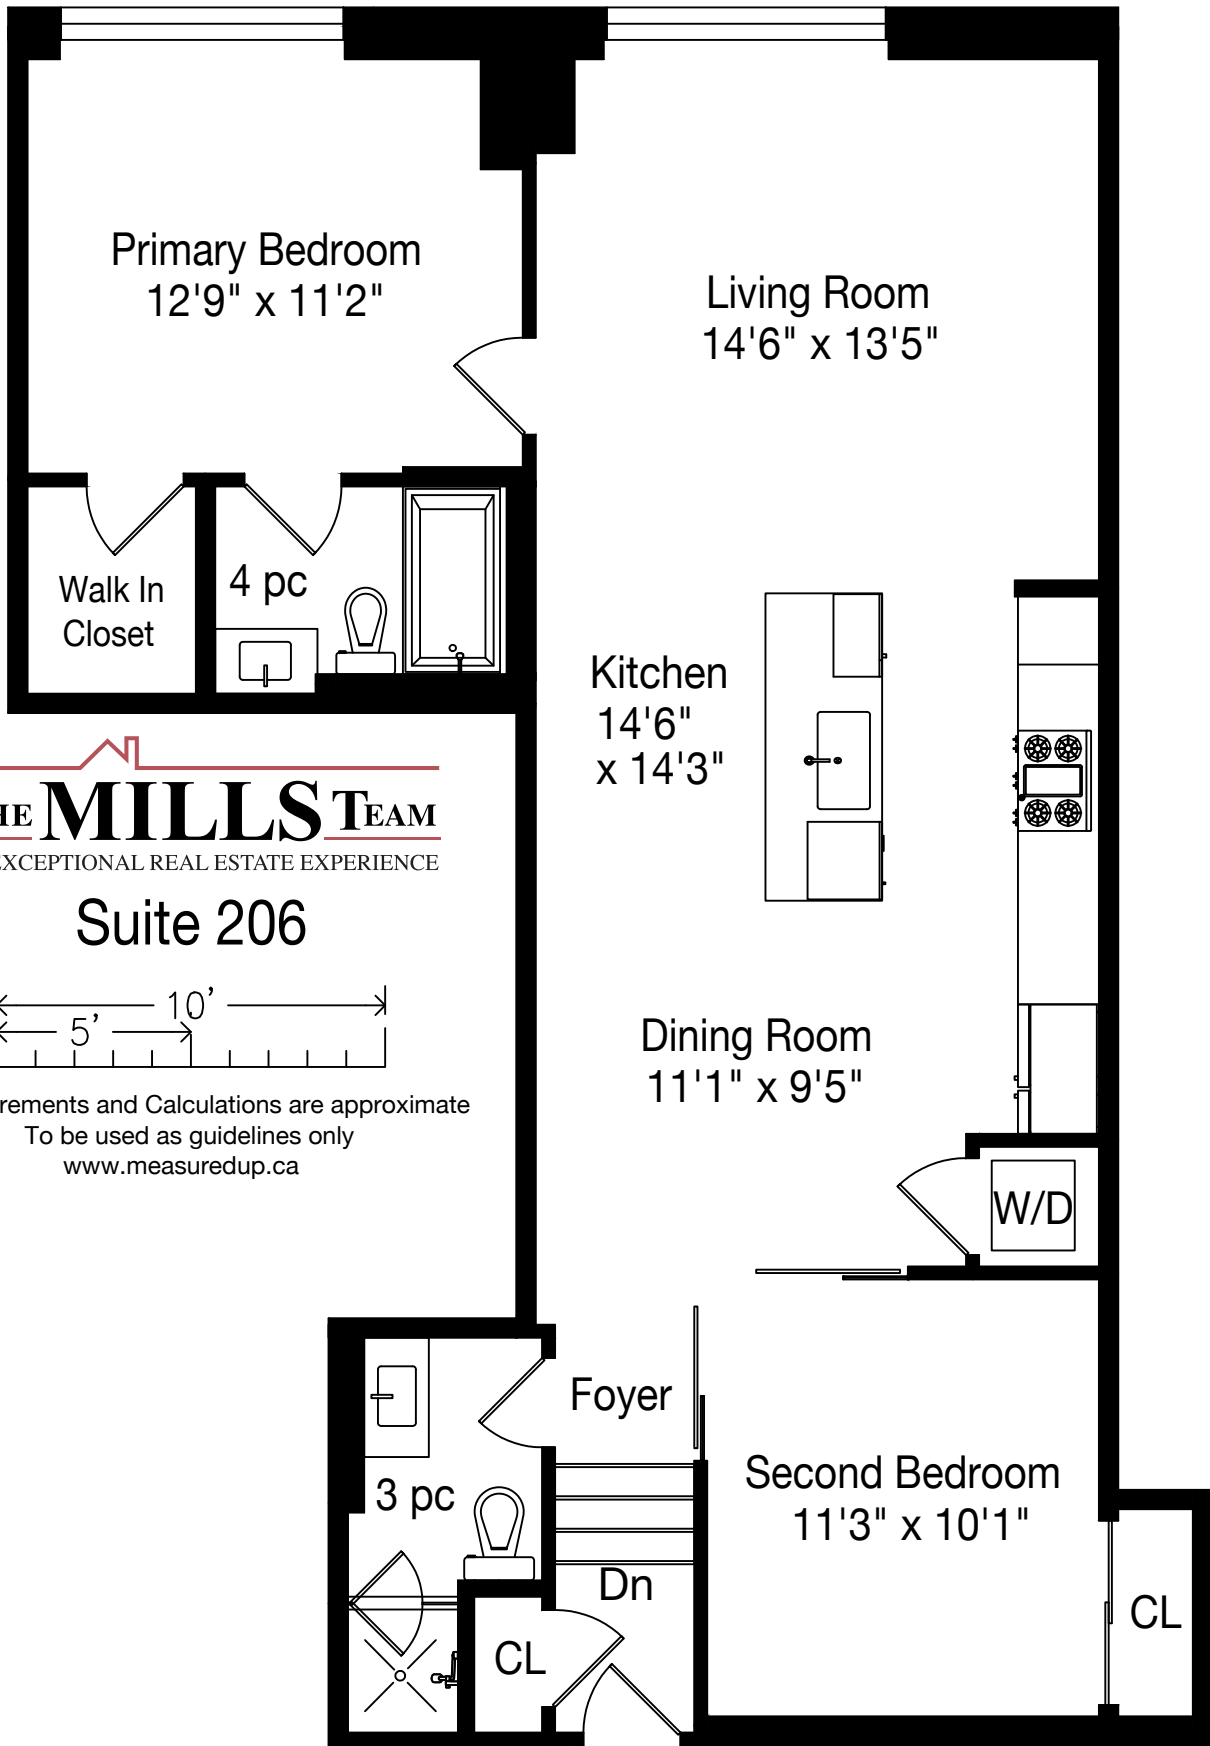 Primary Bedroom
12'9" x 11'2"
Living Room
14'6" x 13'5"
Walk In
Closet
4 pc
Kitchen
14'6"
x 14'3"
MILLS TEAM
EXCEPTIONAL REAL ESTATE EXPERIENCE
Suite 206
10'
5'
Dining Room
11'1" x 9'5"
and Calculations are approximate
To be used as guidelines only
www.measuredup.ca
W/D
Foyer
3 pc
Second Bedroom
11'3" x 10'1"
Dn
CL
CL